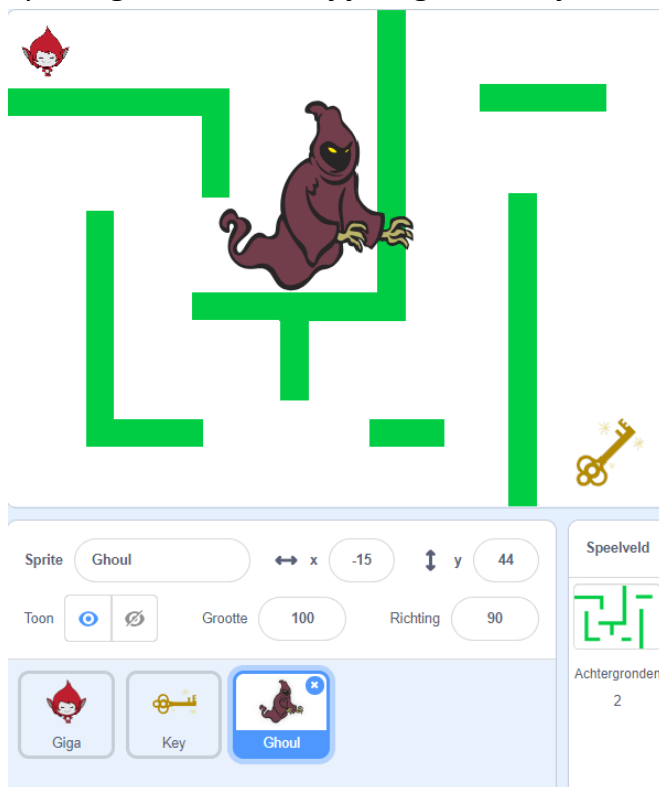 Sprite Ghoul x -15 y 44 Speelveld
Toon Grootte 100 Richting 90
Achtergronden
2
Giga Key Ghoul